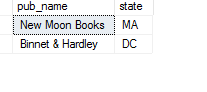 pub_name state
New Moon Books MA
Binnet & Hardley DC